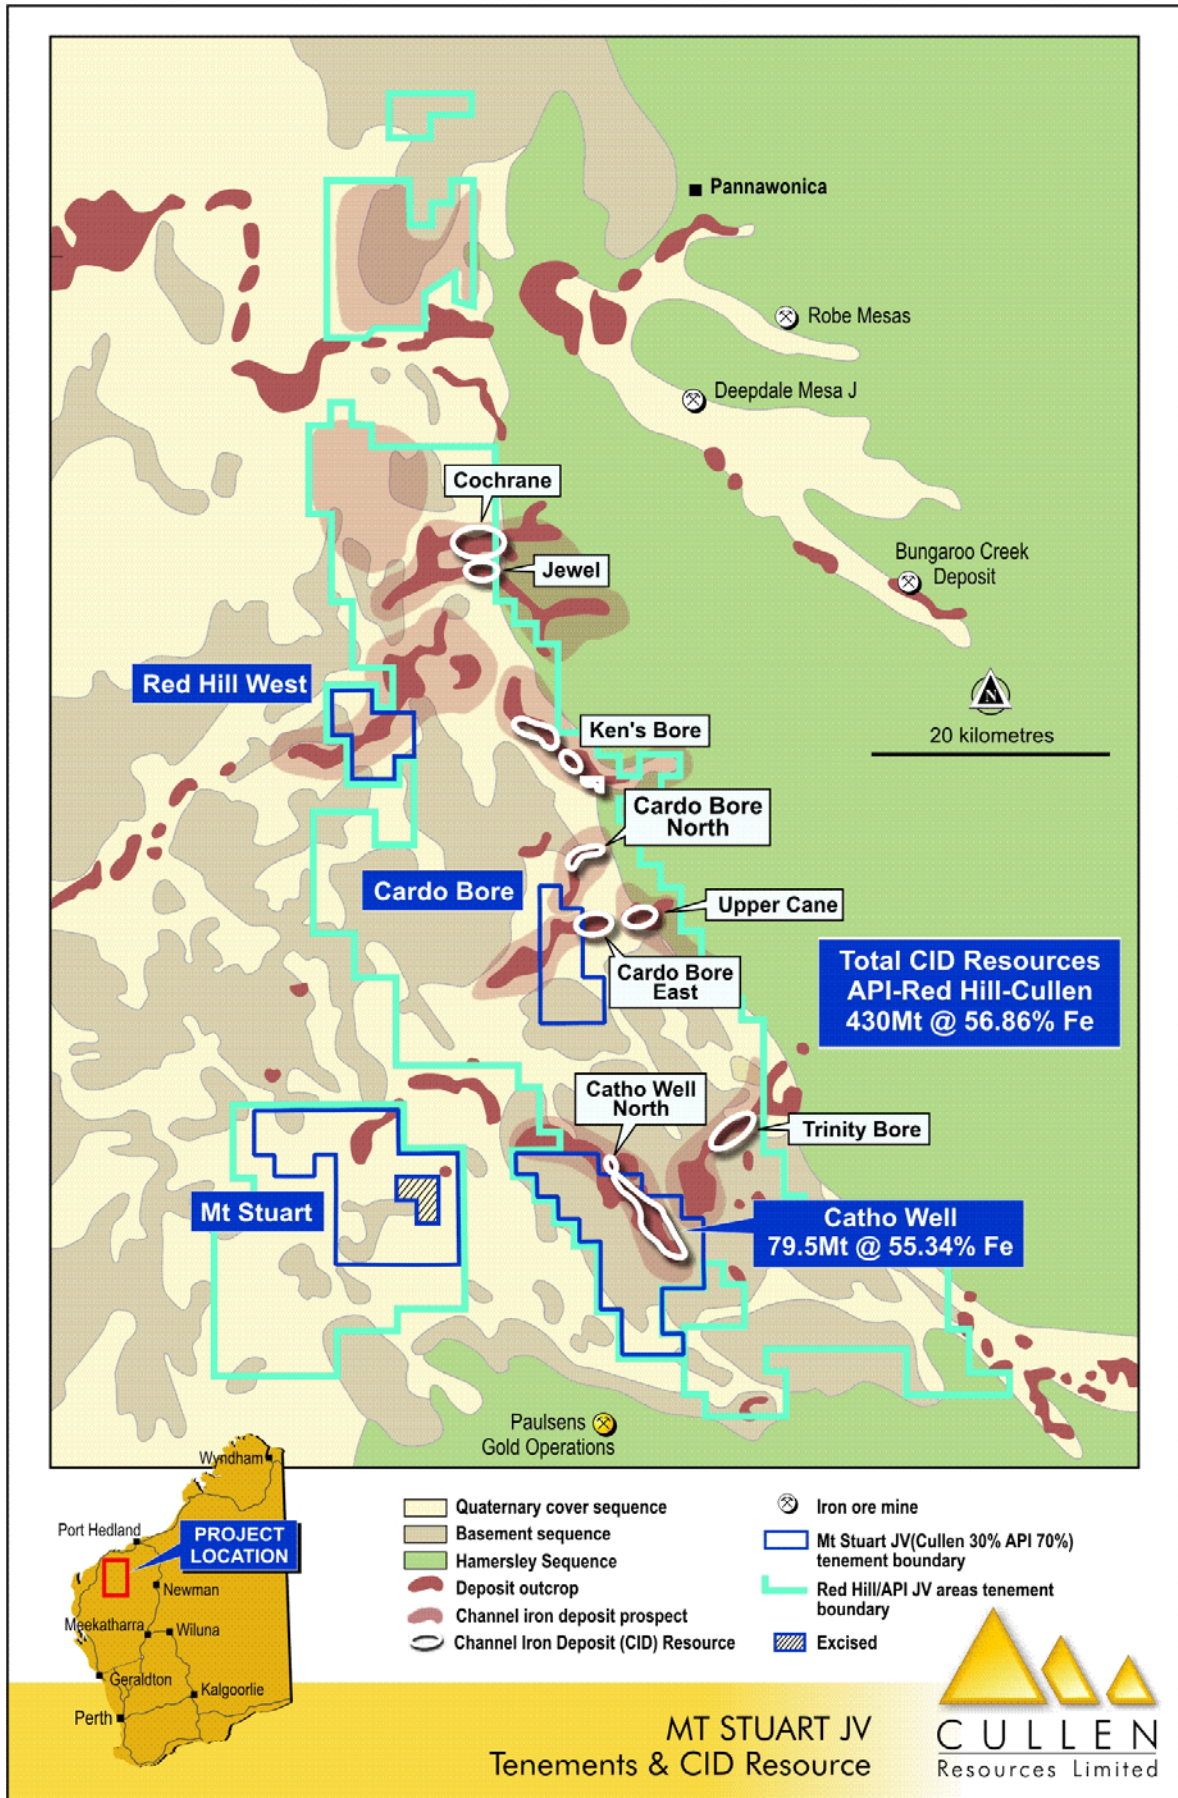 Pannawonica
Robe Mesas
Deepdale Mesa J
Cochrane
Jewel
Bungaroo Creek
Deposit
Red Hill West
N
20 kilometres
Ken's Bore
Cardo Bore
North
Cardo Bore
Upper Cane
Cardo Bore
East
Total CID Resources
API-Red Hill-Cullen
430Mt @ 56.86% Fe
Catho Well
North
Trinity Bore
Mt Stuart
Catho Well
79.5Mt @ 55.34% Fe
Paulsens
Gold Operations
Wyndham
Port Hedland
PROJECT
LOCATION
Newman
Meekatharra
Wiluna
Geraldton
Kalgoorlie
Perth
Quaternary cover sequence
Basement sequence
Hamersley Sequence
Deposit outcrop
Channel iron deposit prospect
Channel Iron Deposit (CID) Resource
Iron ore mine
Mt Stuart JV(Cullen 30% API 70%)
tenement boundary
Red Hill/API JV areas tenement
boundary
Excised
MT STUART JV
Tenements & CID Resource
CULLEN
Resources Limited